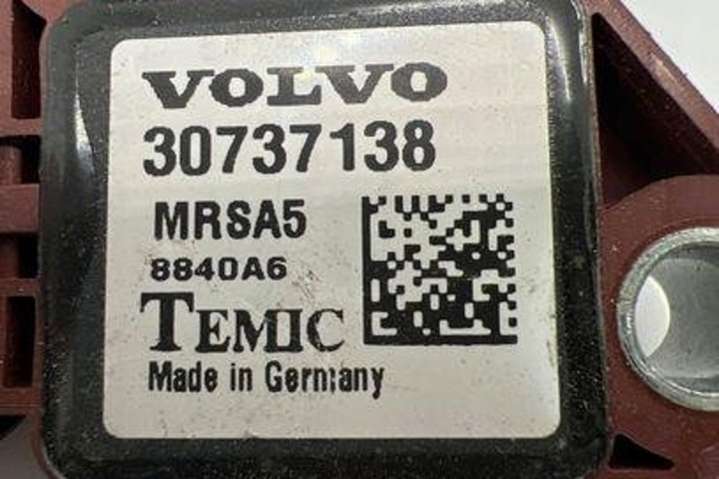 VOLVO
30737138
MRSA5
8840A6
TEMIC
Made in Germany